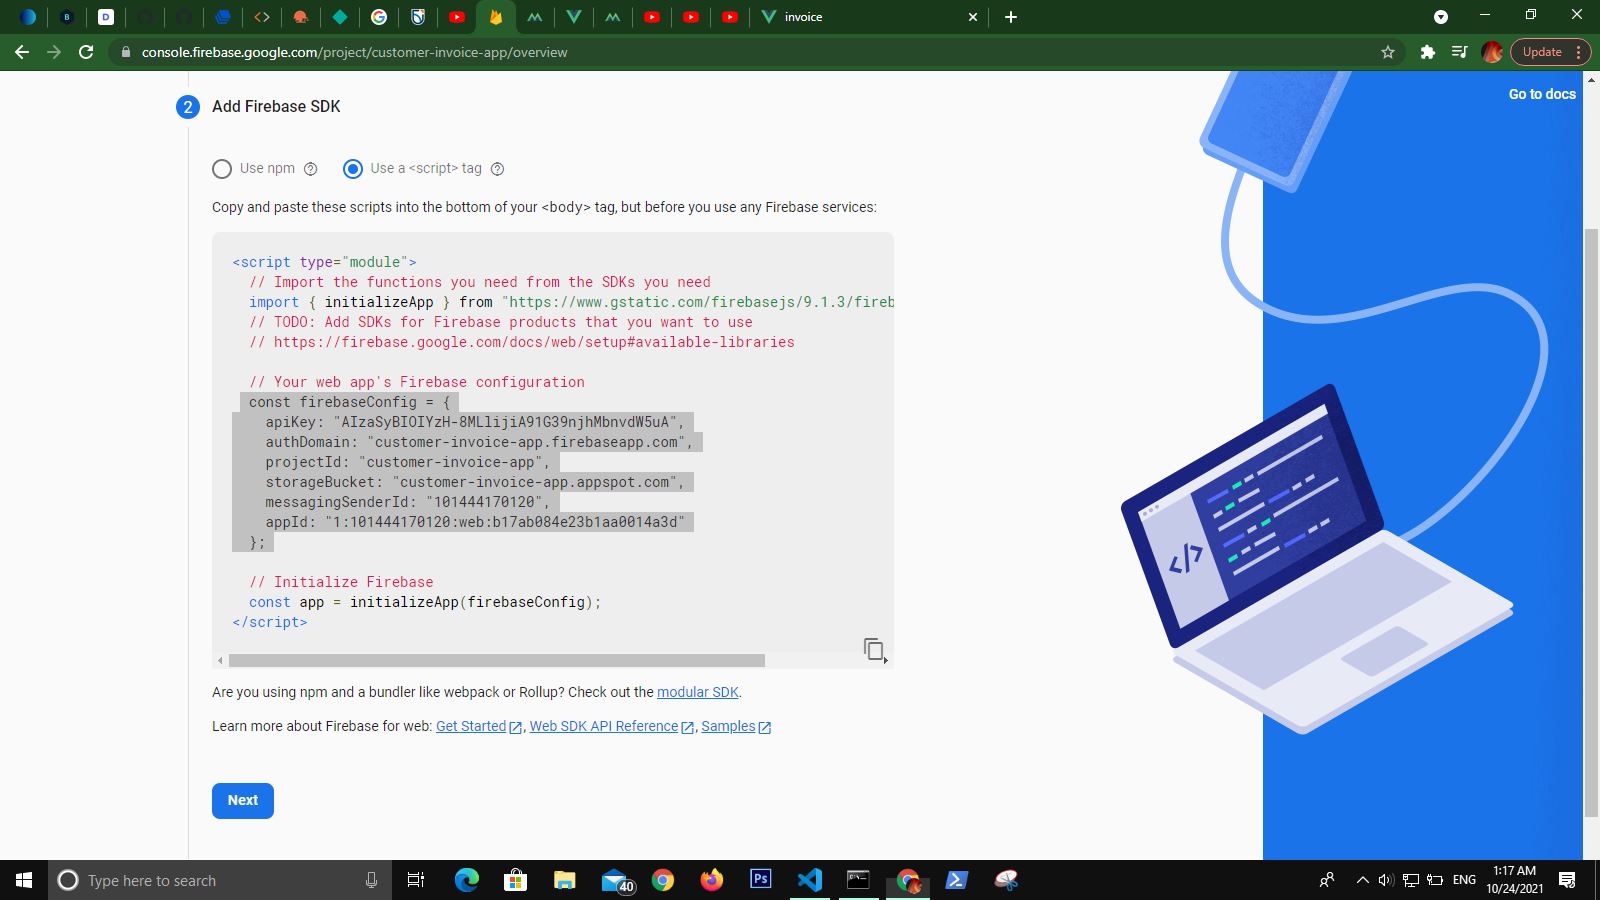 invoice
console.firebase.google.com/project/customer-invoice-app/overview
Update
Go to docs
2 Add Firebase SDK
Use npm
Use a <script> tag
Copy and paste these scripts into the bottom of your <body> tag, but before you use any Firebase services:
<script type="module">
// Import the functions you need from the SDKs you need
import { initializeApp } from "https://www.gstatic.com/firebasejs/9.1.3/fireb
// TODO: Add SDKs for Firebase products that you want to use
// https://firebase.google.com/docs/web/setup#available-libraries
// Your web app's Firebase configuration
const firebaseConfig = {
apiKey: "AIzaSyBIOIYzH-8MLlijiA91G39njhMbnvdW5uA",
authDomain: "customer-invoice-app.firebaseapp.com",
projectId: "customer-invoice-app",
storageBucket: "customer-invoice-app.appspot.com",
messagingSenderId: "101444170120",
appId: "1:101444170120:web:b17ab084e23b1aa0014a3d"
};
// Initialize Firebase
const app = initializeApp(firebaseConfig);
</script>
Are you using npm and a bundler like webpack or Rollup? Check out the modular SDK.
Learn more about Firebase for web: Get Started, Web SDK API Reference, Samples
Next
</>
Type here to search
40
Ps
ENG
1:17 AM
10/24/2021